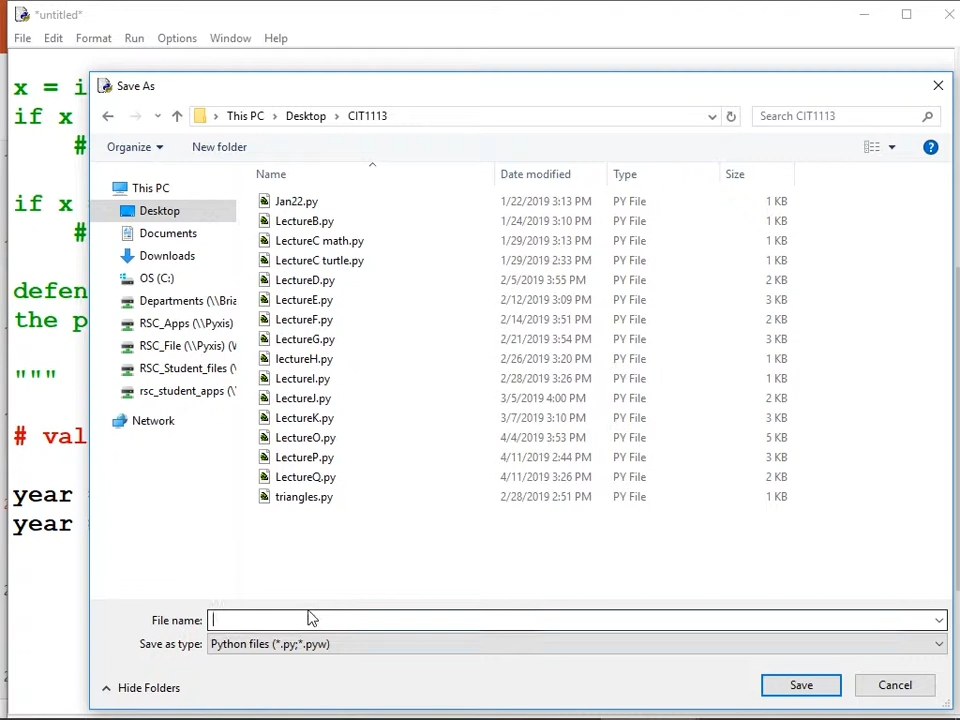 *untitled*
File Edit Format Run Options Window Help
x = i
if x
#
if x
#
defen
the p
"""
# val
year
year
Save As
This PC > Desktop > CIT1113
Search CIT1113
Organize New folder
Name Date modified Type Size
This PC
Desktop
Documents
Downloads
OS (C:)
Departments (\\Bria
RSC_Apps (\\Pyxis)
RSC_File (\\Pyxis) (
RSC_Student_files (
rsc_student_apps (\
Network
Jan22.py 1/22/2019 3:13 PM PY File 1 KB
LectureB.py 1/24/2019 3:10 PM PY File 1 KB
LectureC math.py 1/29/2019 3:13 PM PY File 1 KB
LectureC turtle.py 1/29/2019 2:33 PM PY File 1 KB
LectureD.py 2/5/2019 3:55 PM PY File 1 KB
LectureE.py 2/12/2019 3:09 PM PY File 3 KB
LectureF.py 2/14/2019 3:51 PM PY File 2 KB
LectureG.py 2/21/2019 3:54 PM PY File 3 KB
lectureH.py 2/26/2019 3:20 PM PY File 1 KB
LectureI.py 2/28/2019 3:26 PM PY File 1 KB
LectureJ.py 3/5/2019 4:00 PM PY File 2 KB
LectureK.py 3/7/2019 3:10 PM PY File 3 KB
LectureO.py 4/4/2019 3:53 PM PY File 5 KB
LectureP.py 4/11/2019 2:44 PM PY File 3 KB
LectureQ.py 4/11/2019 3:26 PM PY File 2 KB
triangles.py 2/28/2019 2:51 PM PY File 1 KB
File name:
Save as type: Python files (*.py;*.pyw)
Hide Folders
Save Cancel